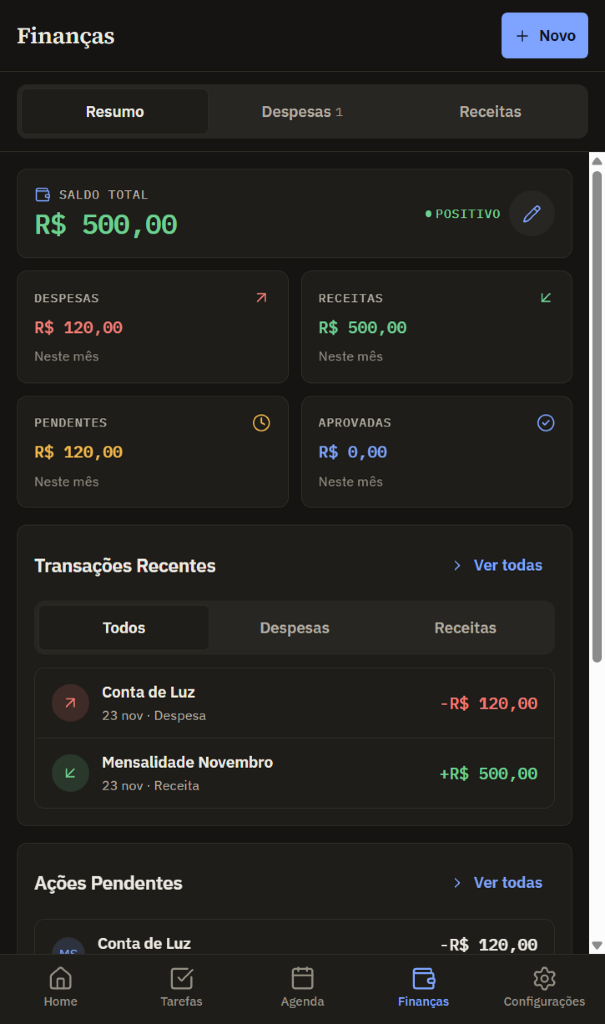 Finanças
+ Novo
Resumo
Despesas 1
Receitas
SALDO TOTAL
R$ 500,00
POSITIVO
DESPESAS
R$ 120,00
Neste mês
RECEITAS
R$ 500,00
Neste mês
PENDENTES
R$ 120,00
Neste mês
APROVADAS
R$ 0,00
Neste mês
Transações Recentes
Ver todas
Todos
Despesas
Receitas
Conta de Luz
23 nov · Despesa
-R$ 120,00
Mensalidade Novembro
23 nov · Receita
+R$ 500,00
Ações Pendentes
Ver todas
MS
Conta de Luz
-R$ 120,00
Home
Tarefas
Agenda
Finanças
Configurações